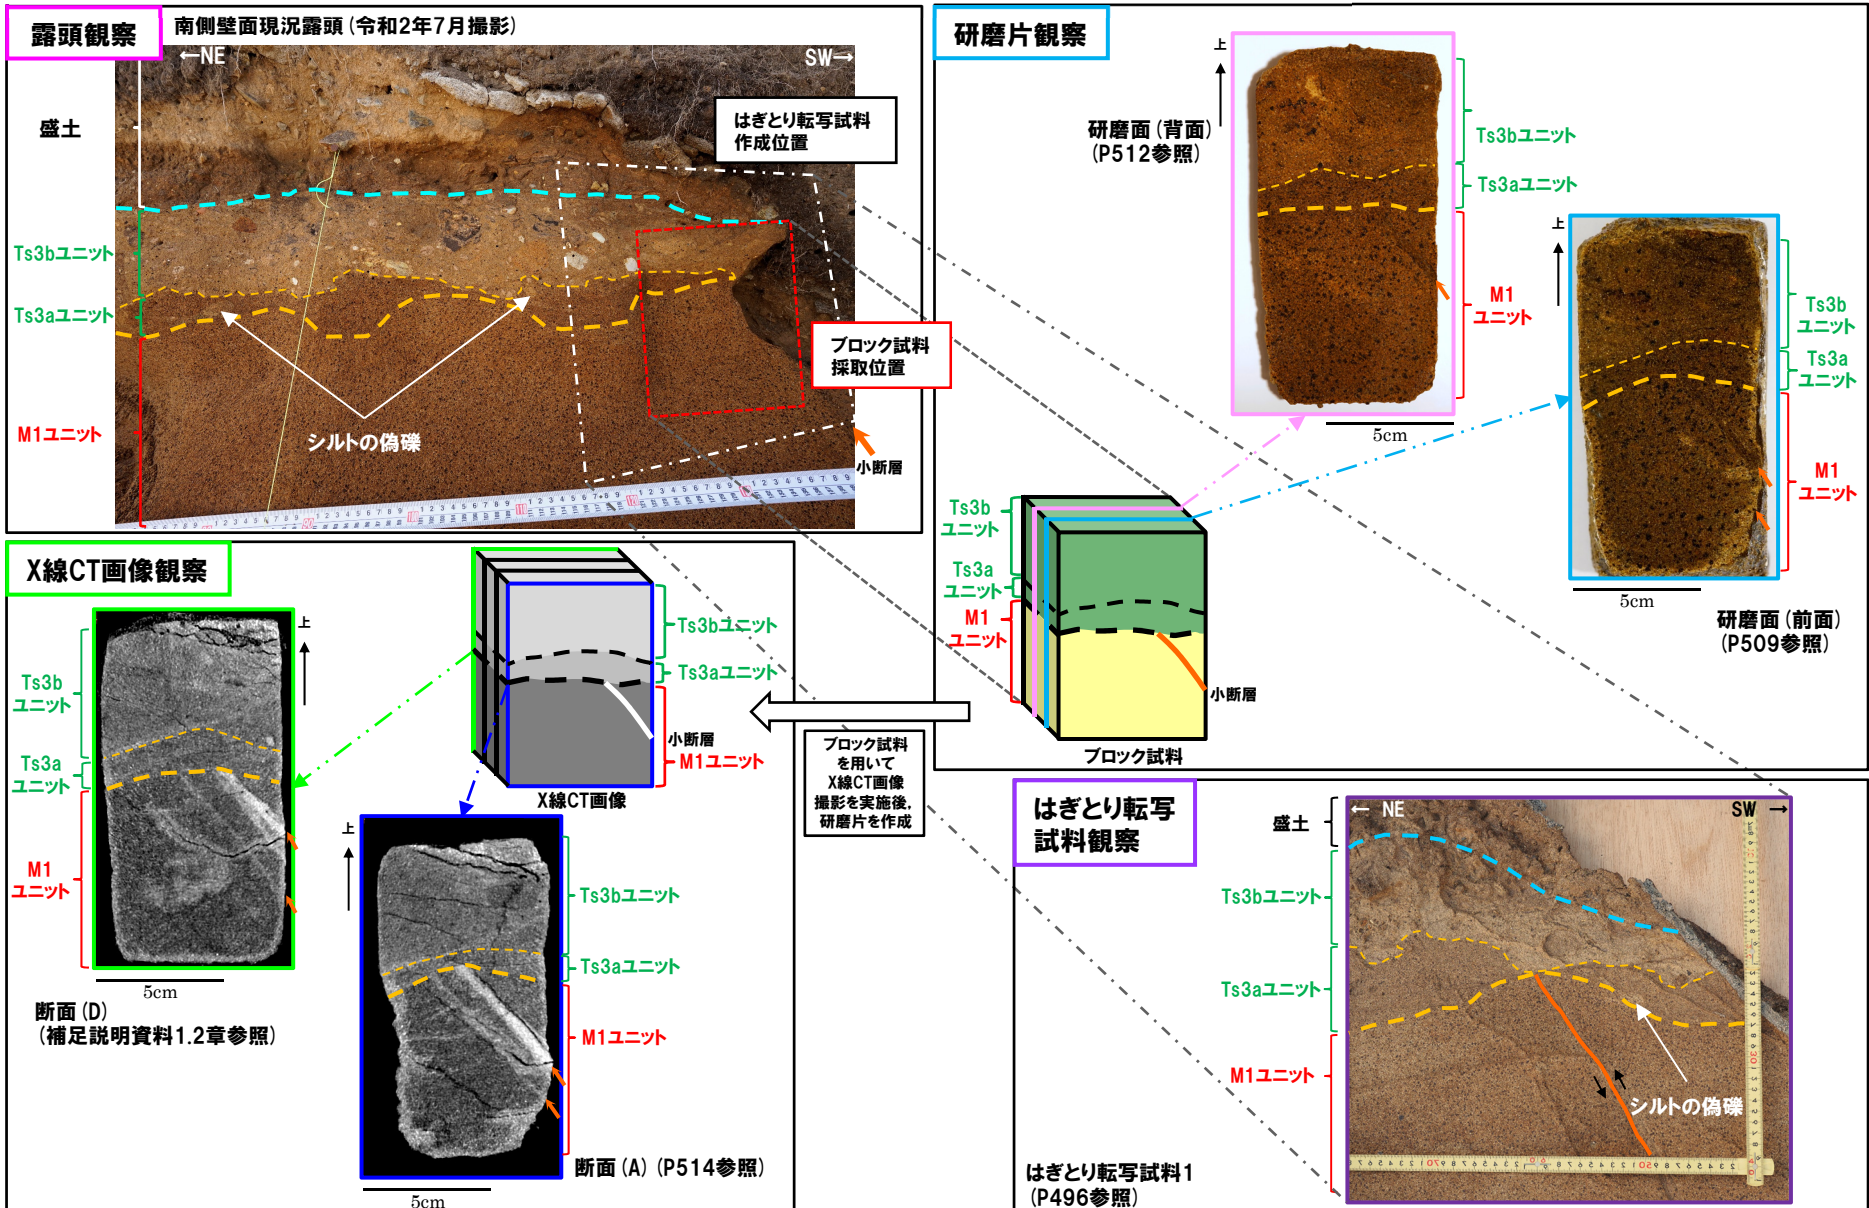 露頭観察
南側壁面現況露頭(令和2年7月撮影)
←NE
SW→
盛土
Ts3bユニット
Ts3aユニット
M1ユニット
はぎとり転写試料
作成位置
ブロック試料
採取位置
シルトの偽礫
小断層
研磨片観察
上
研磨面(背面)
(P512参照)
Ts3bユニット
Ts3aユニット
M1
ユニット
5cm
上
Ts3b
ユニット
Ts3a
ユニット
M1
ユニット
5cm
研磨面(前面)
(P509参照)
Ts3b
ユニット
Ts3a
ユニット
M1
ユニット
小断層
ブロック試料
X線CT画像観察
上
Ts3b
ユニット
Ts3a
ユニット
M1
ユニット
5cm
断面(D)
(補足説明資料1.2章参照)
Ts3bユニット
Ts3aユニット
小断層
M1ユニット
X線CT画像
上
Ts3bユニット
Ts3aユニット
M1ユニット
断面(A)(P514参照)
5cm
ブロック試料
を用いて
X線CT画像
撮影を実施後,
研磨片を作成
はぎとり転写
試料観察
← NE
SW →
盛土
Ts3bユニット
Ts3aユニット
M1ユニット
シルトの偽礫
はぎとり転写試料1
(P496参照)